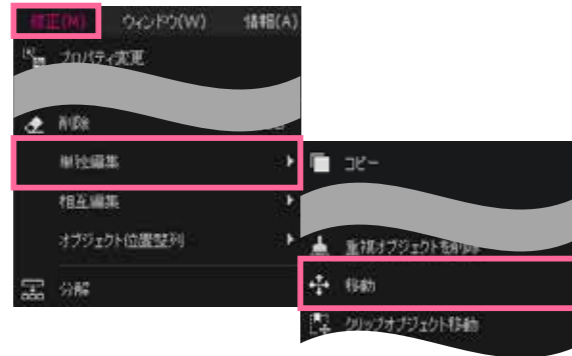 修正(M) ウィンドウ(W) 情報(A)
プロパティ変更
削除
単独編集
相互編集
オブジェクト位置整列
分解
コピー
重複オブジェクトを削除
移動
クリップオブジェクト移動